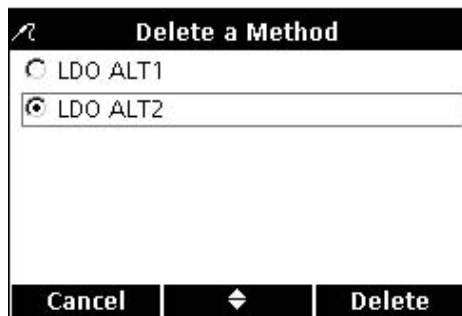 Delete a Method
LDO ALT1
LDO ALT2
Cancel
Delete